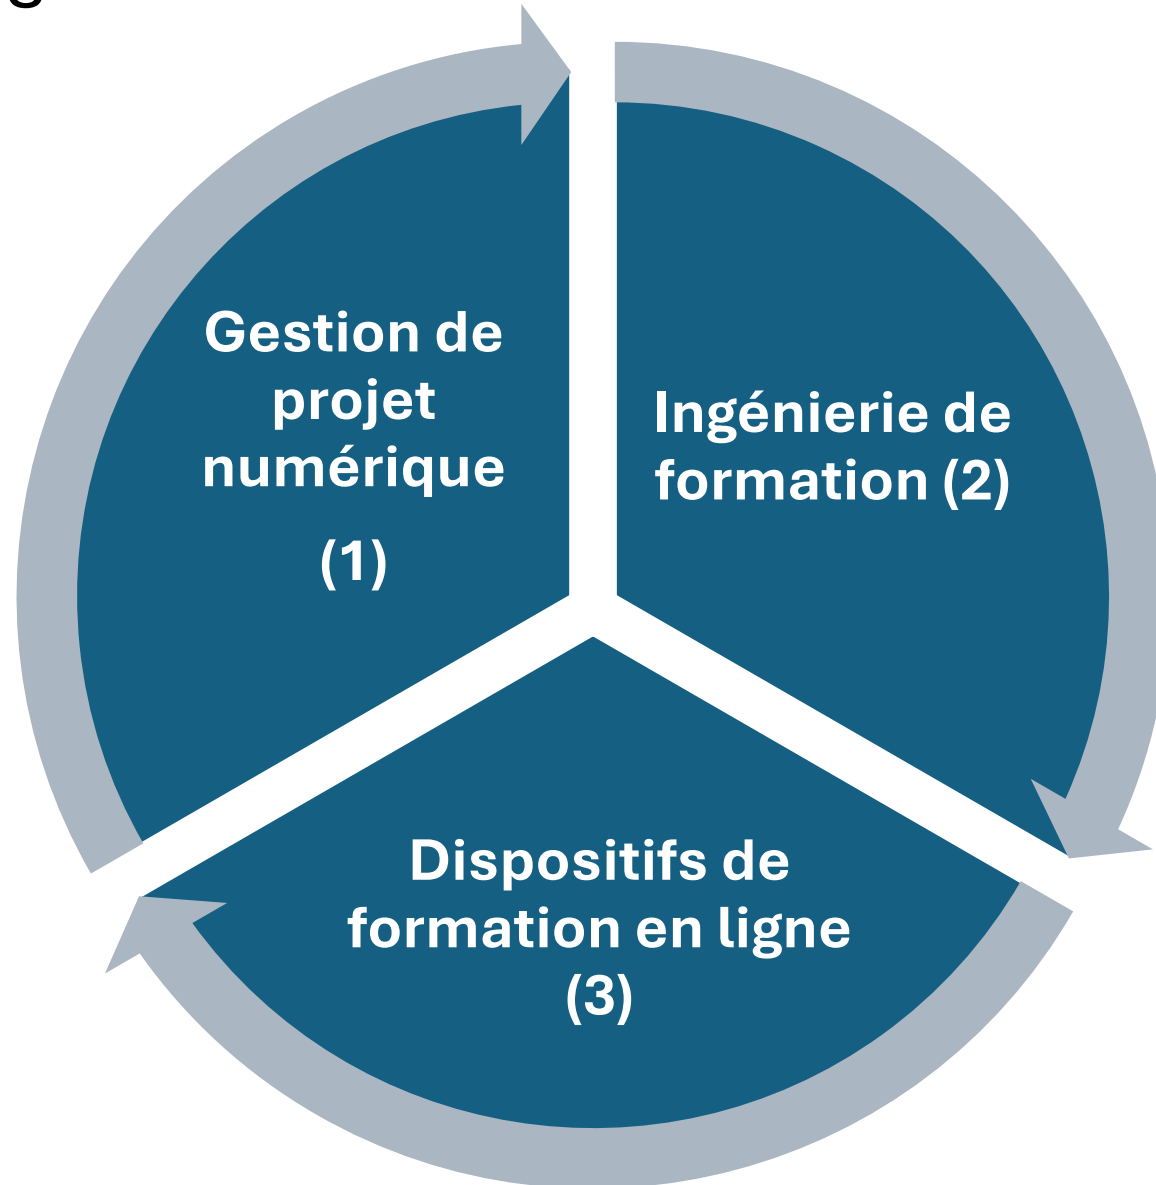 Gestion de
projet
numérique
(1)
Ingénierie de
formation (2)
Dispositifs de
formation en ligne
(3)